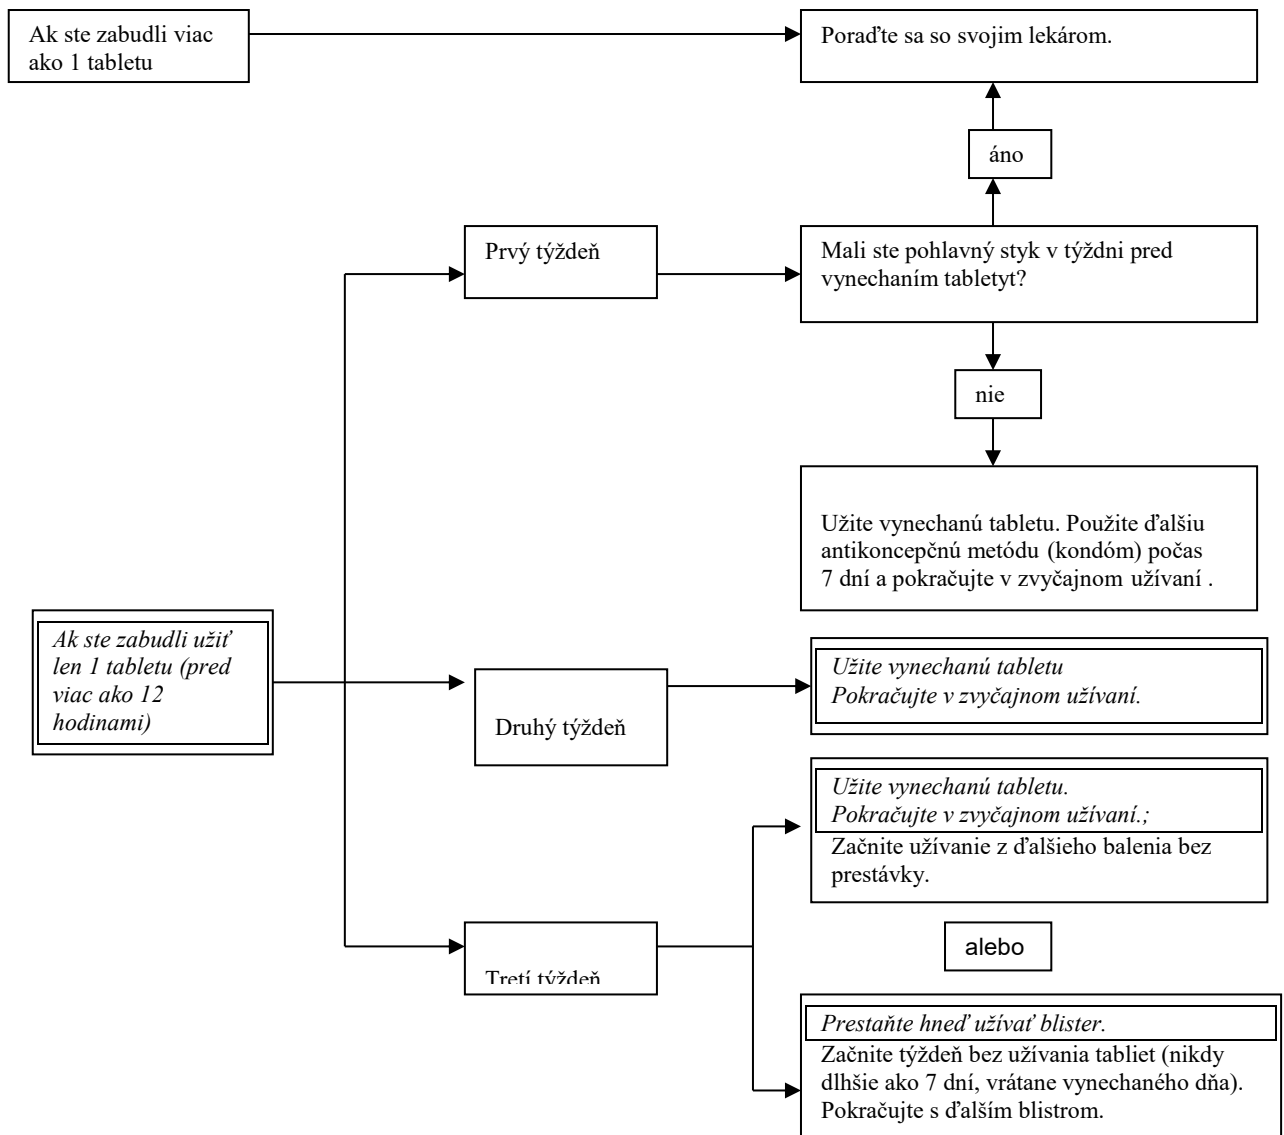 Ak ste zabudli viac
ako 1 tabletu
Poraďte sa so svojim lekárom.
áno
Prvý týždeň
Mali ste pohlavný styk v týždni pred
vynechaním tabletyt?
nie
Užite vynechanú tabletu. Použite ďalšiu
antikoncepčnú metódu (kondóm) počas
7 dní a pokračujte v zvyčajnom užívaní .
Ak ste zabudli užiť
len 1 tabletu (pred
viac ako 12
hodinami)
Druhý týždeň
Užite vynechanú tabletu
Pokračujte v zvyčajnom užívaní.
Užite vynechanú tabletu.
Pokračujte v zvyčajnom užívaní.;
Začnite užívanie z ďalšieho balenia bez
prestávky.
Tretí týždeň
alebo
Prestaňte hneď užívať blister.
Začnite týždeň bez užívania tabliet (nikdy
dlhšie ako 7 dní, vrátane vynechaného dňa).
Pokračujte s ďalším blistrom.